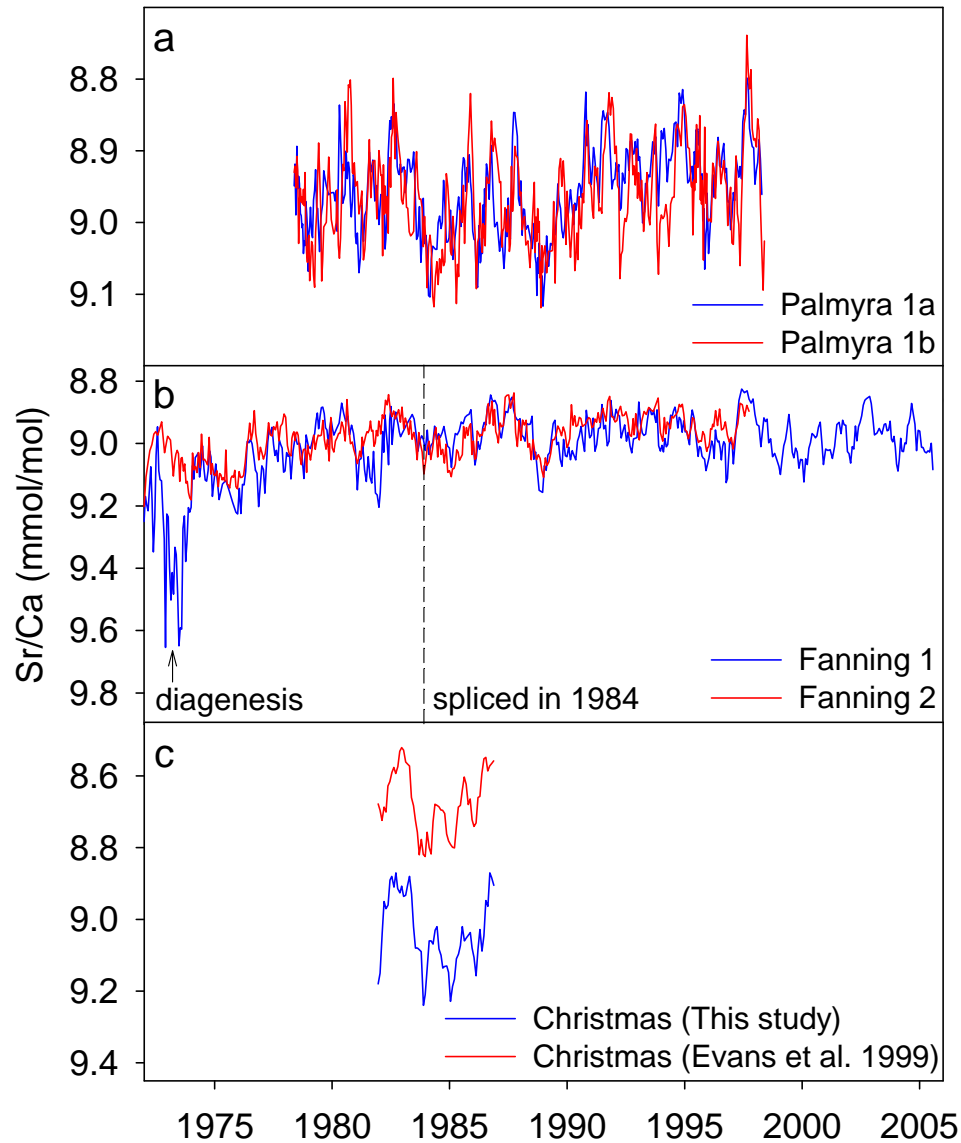 a
8.8
8.9
9.0
9.1
Palmyra 1a
Palmyra 1b
b
8.8
9.0
9.2
9.4
9.6
9.8
Sr/Ca (mmol/mol)
Fanning 1
Fanning 2
diagenesis
spliced in 1984
c
8.6
8.8
9.0
9.2
9.4
Christmas (This study)
Christmas (Evans et al. 1999)
1975 1980 1985 1990 1995 2000 2005